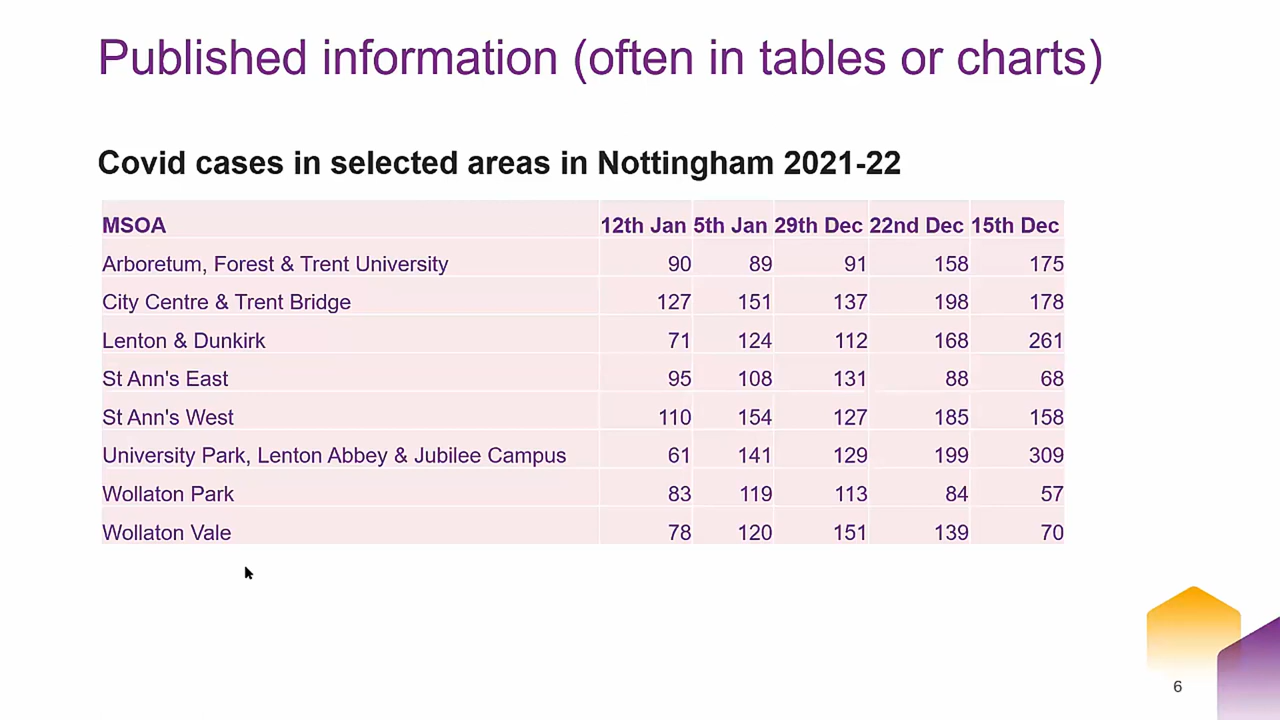 Published information (often in tables or charts)
Covid cases in selected areas in Nottingham 2021-22
MSOA 12th Jan 5th Jan 29th Dec 22nd Dec 15th Dec
Arboretum, Forest & Trent University 90 89 91 158 175
City Centre & Trent Bridge 127 151 137 198 178
Lenton & Dunkirk 71 124 112 168 261
St Ann's East 95 108 131 88 68
St Ann's West 110 154 127 185 158
University Park, Lenton Abbey & Jubilee Campus 61 141 129 199 309
Wollaton Park 83 119 113 84 57
Wollaton Vale 78 120 151 139 70
6